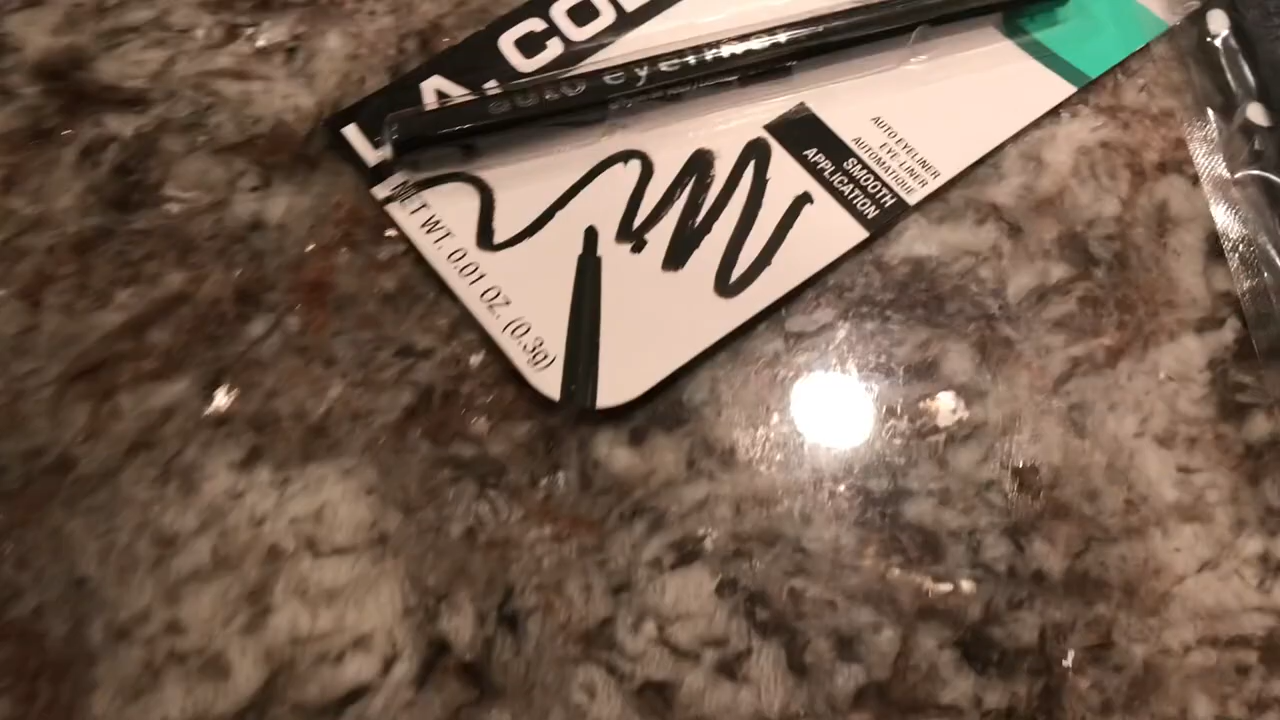 L.A. COL
auto eyeliner
AUTO EYELINER
EYE-LINER
AUTOMATIQUE
SMOOTH
APPLICATION
NET WT. 0.01 OZ. (0.3g)